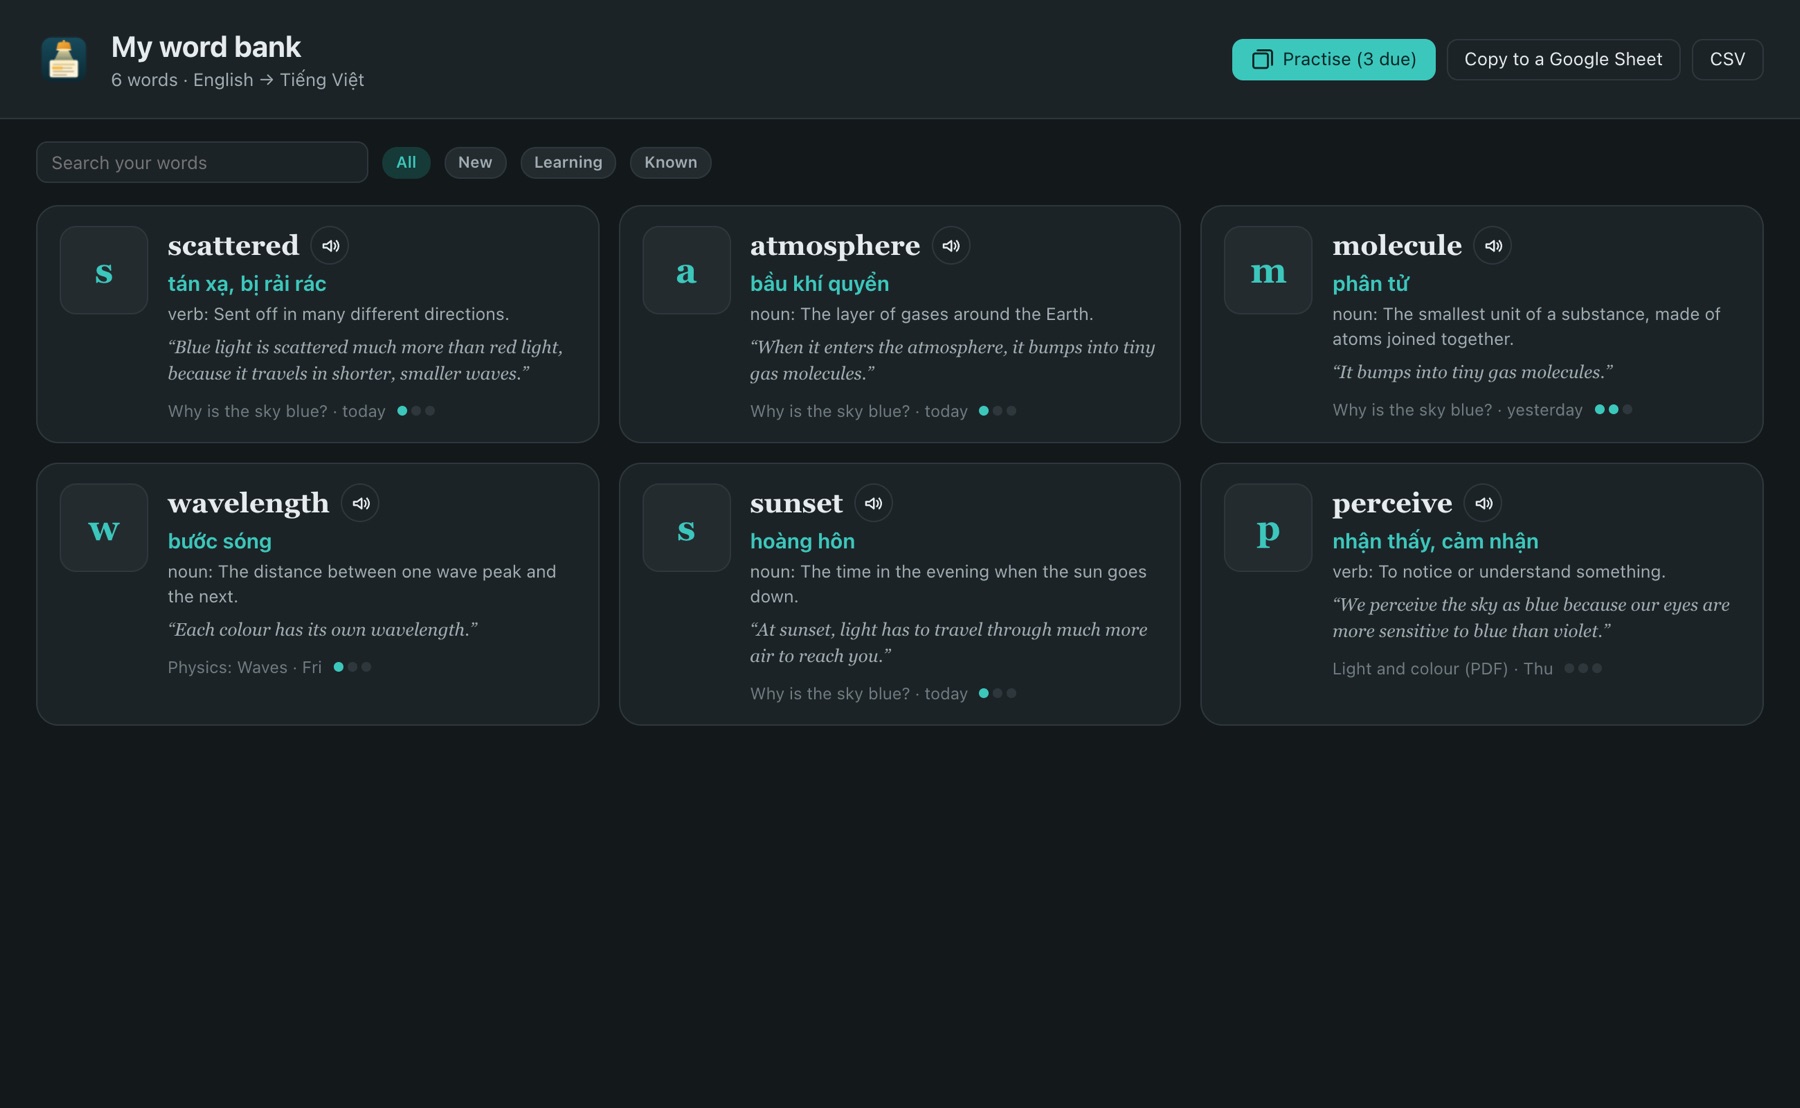 My word bank
6 words · English → Tiếng Việt
Practise (3 due)
Copy to a Google Sheet
CSV
Search your words
All
New
Learning
Known
s
scattered
tán xạ, bị rải rác
verb: Sent off in many different directions.
“Blue light is scattered much more than red light,
because it travels in shorter, smaller waves.”
Why is the sky blue? · today
a
atmosphere
bầu khí quyển
noun: The layer of gases around the Earth.
“When it enters the atmosphere, it bumps into tiny
gas molecules.”
Why is the sky blue? · today
m
molecule
phân tử
noun: The smallest unit of a substance, made of
atoms joined together.
“It bumps into tiny gas molecules.”
Why is the sky blue? · yesterday
w
wavelength
bước sóng
noun: The distance between one wave peak and
the next.
“Each colour has its own wavelength.”
Physics: Waves · Fri
s
sunset
hoàng hôn
noun: The time in the evening when the sun goes
down.
“At sunset, light has to travel through much more
air to reach you.”
Why is the sky blue? · today
p
perceive
nhận thấy, cảm nhận
verb: To notice or understand something.
“We perceive the sky as blue because our eyes are
more sensitive to blue than violet.”
Light and colour (PDF) · Thu